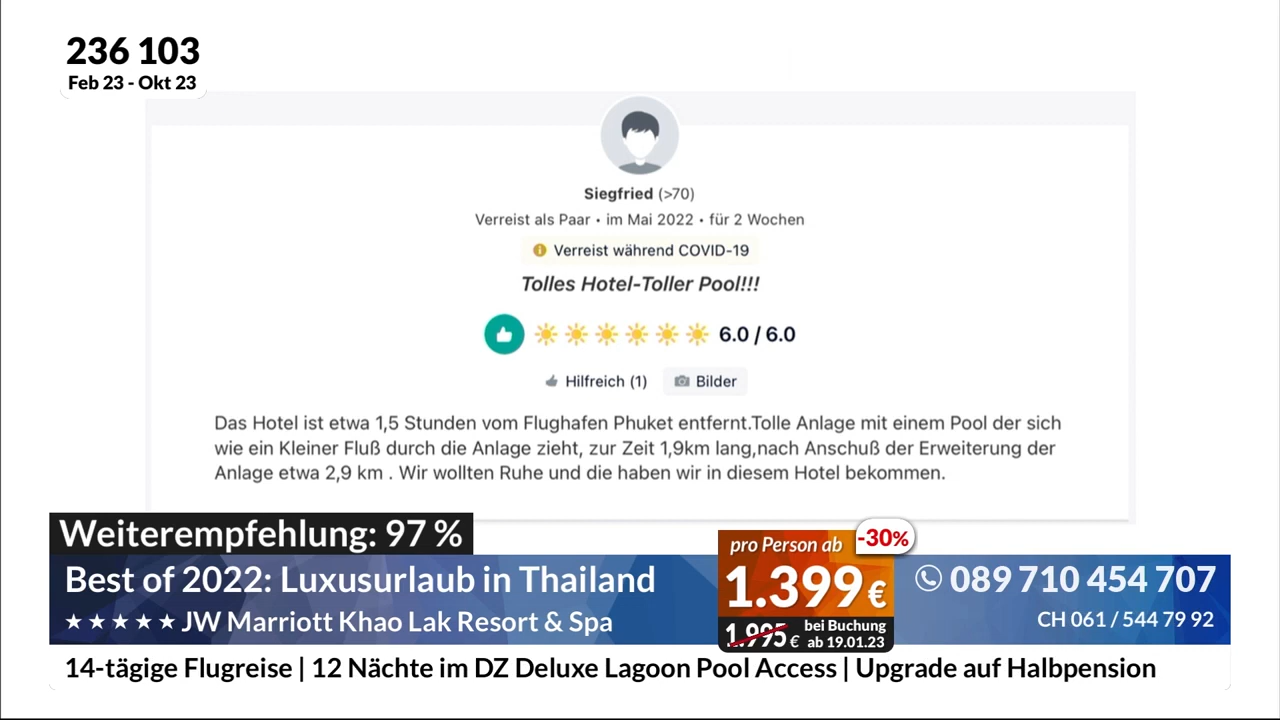 236 103
Feb 23 - Okt 23
Siegfried (>70)
Verreist als Paar • im Mai 2022 • für 2 Wochen
Verreist während COVID-19
Tolles Hotel-Toller Pool!!!
6.0 / 6.0
Hilfreich (1) Bilder
Das Hotel ist etwa 1,5 Stunden vom Flughafen Phuket entfernt.Tolle Anlage mit einem Pool der sich
wie ein Kleiner Fluß durch die Anlage zieht, zur Zeit 1,9km lang,nach Anschuß der Erweiterung der
Anlage etwa 2,9 km . Wir wollten Ruhe und die haben wir in diesem Hotel bekommen.
Weiterempfehlung: 97 %
Best of 2022: Luxusurlaub in Thailand
★★★★★ JW Marriott Khao Lak Resort & Spa
pro Person ab
-30%
1.399 €
1.995 €
bei Buchung
ab 19.01.23
089 710 454 707
CH 061 / 544 79 92
14-tägige Flugreise | 12 Nächte im DZ Deluxe Lagoon Pool Access | Upgrade auf Halbpension